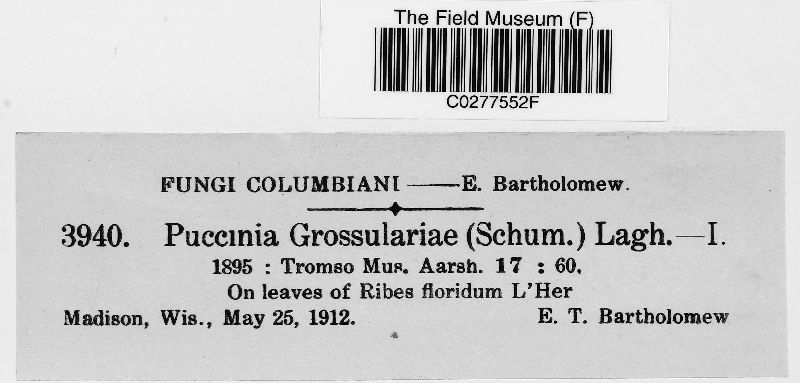 The Field Museum (F)
C0277552F
FUNGI COLUMBIANI — E. Bartholomew.
3940. Puccinia Grossulariae (Schum.) Lagh.—I.
1895 : Tromso Mus. Aarsh. 17 : 60.
On leaves of Ribes floridum L'Her
Madison, Wis., May 25, 1912. E. T. Bartholomew